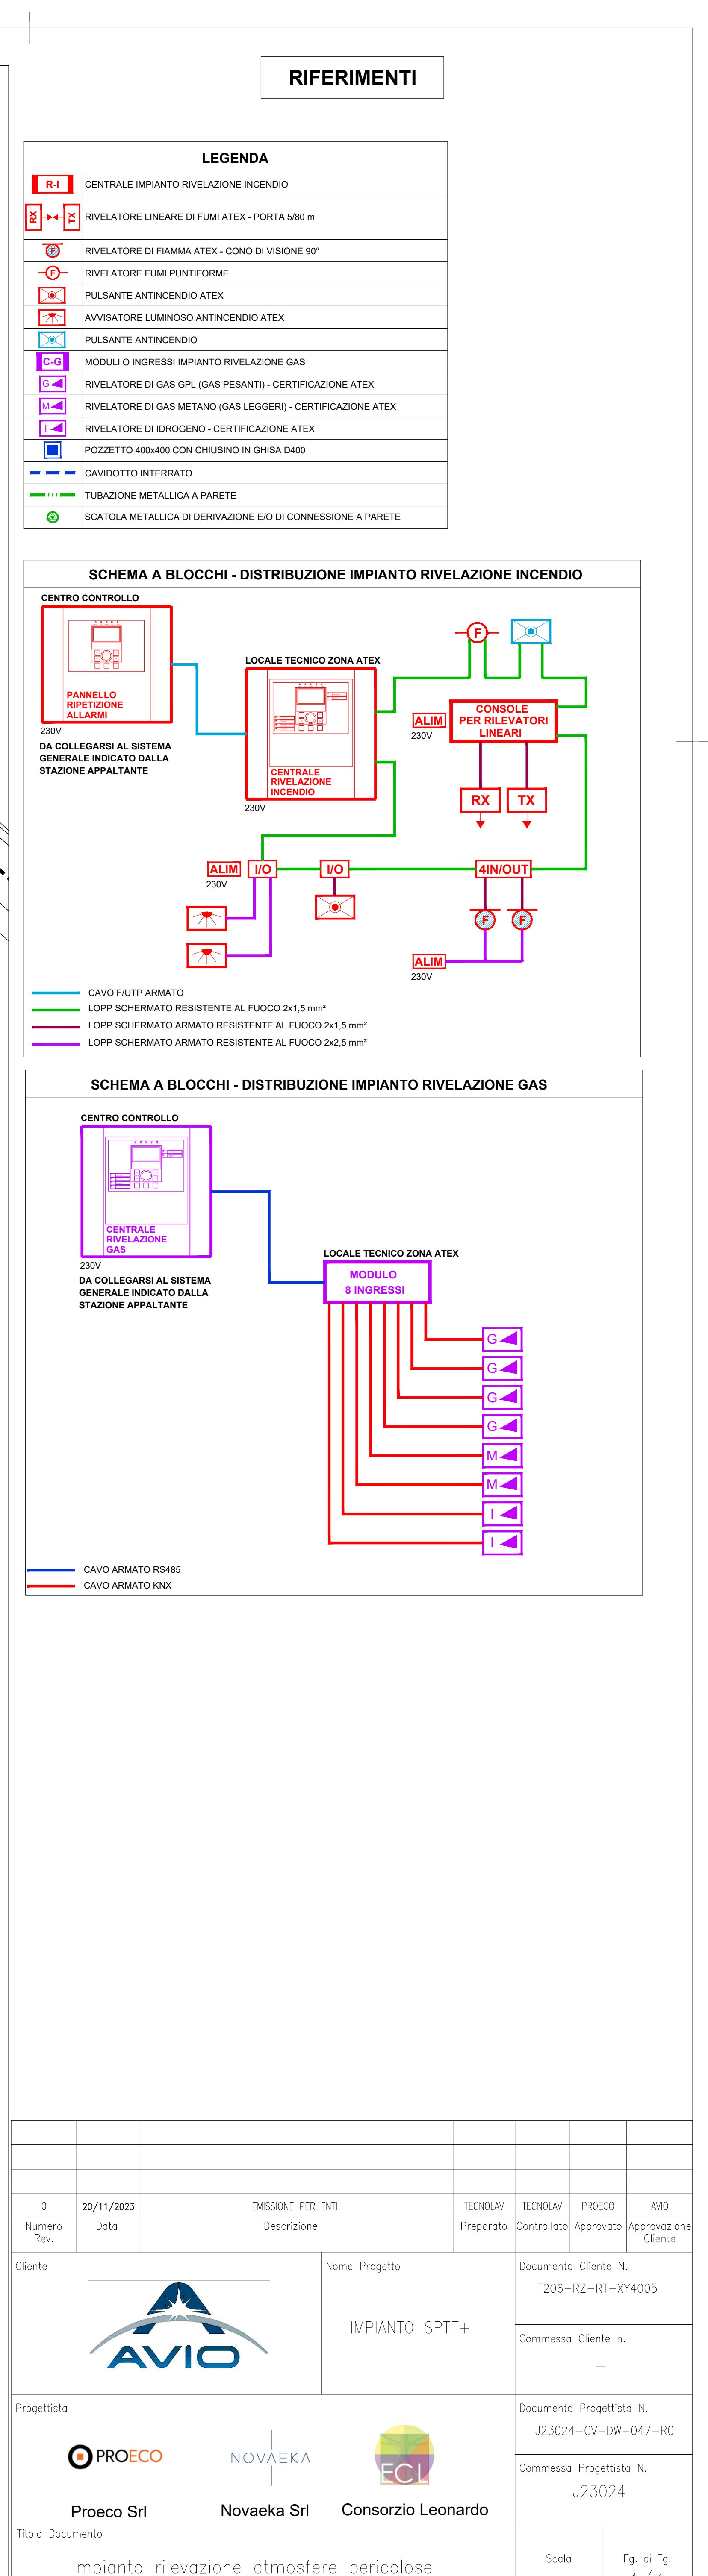 RIFERIMENTI
LEGENDA
R-I CENTRALE IMPIANTO RIVELAZIONE INCENDIO
RX TX RIVELATORE LINEARE DI FUMI ATEX - PORTA 5/80 m
F RIVELATORE DI FIAMMA ATEX - CONO DI VISIONE 90°
F RIVELATORE FUMI PUNTIFORME
PULSANTE ANTINCENDIO ATEX
AVVISATORE LUMINOSO ANTINCENDIO ATEX
PULSANTE ANTINCENDIO
C-G MODULI O INGRESSI IMPIANTO RIVELAZIONE GAS
G RIVELATORE DI GAS GPL (GAS PESANTI) - CERTIFICAZIONE ATEX
M RIVELATORE DI GAS METANO (GAS LEGGERI) - CERTIFICAZIONE ATEX
I RIVELATORE DI IDROGENO - CERTIFICAZIONE ATEX
POZZETTO 400x400 CON CHIUSINO IN GHISA D400
CAVIDOTTO INTERRATO
TUBAZIONE METALLICA A PARETE
SCATOLA METALLICA DI DERIVAZIONE E/O DI CONNESSIONE A PARETE
SCHEMA A BLOCCHI - DISTRIBUZIONE IMPIANTO RIVELAZIONE INCENDIO
CENTRO CONTROLLO
PANNELLO
RIPETIZIONE
ALLARMI
230V
DA COLLEGARSI AL SISTEMA
GENERALE INDICATO DALLA
STAZIONE APPALTANTE
LOCALE TECNICO ZONA ATEX
CENTRALE
RIVELAZIONE
INCENDIO
230V
F
ALIM
230V
CONSOLE
PER RILEVATORI
LINEARI
RX TX
ALIM I/O I/O 4IN/OUT
230V
F F
ALIM
230V
CAVO F/UTP ARMATO
LOPP SCHERMATO RESISTENTE AL FUOCO 2x1,5 mm²
LOPP SCHERMATO ARMATO RESISTENTE AL FUOCO 2x1,5 mm²
LOPP SCHERMATO ARMATO RESISTENTE AL FUOCO 2x2,5 mm²
SCHEMA A BLOCCHI - DISTRIBUZIONE IMPIANTO RIVELAZIONE GAS
CENTRO CONTROLLO
CENTRALE
RIVELAZIONE
GAS
230V
DA COLLEGARSI AL SISTEMA
GENERALE INDICATO DALLA
STAZIONE APPALTANTE
LOCALE TECNICO ZONA ATEX
MODULO
8 INGRESSI
G
G
G
G
M
M
I
I
CAVO ARMATO RS485
CAVO ARMATO KNX
0 20/11/2023 EMISSIONE PER ENTI TECNOLAV TECNOLAV PROECO AVIO
Numero Rev. Data Descrizione Preparato Controllato Approvato Approvazione Cliente
Cliente
AVIO
Nome Progetto
IMPIANTO SPTF+
Documento Cliente N.
T206-RZ-RT-XY4005
Commessa Cliente n.
–
Progettista
PROECO
NOVAEKA
ECL
Proeco Srl
Novaeka Srl
Consorzio Leonardo
Documento Progettista N.
J23024-CV-DW-047-R0
Commessa Progettista N.
J23024
Titolo Documento
Impianto rilevazione atmosfere pericolose
Scala
Fg. di Fg.